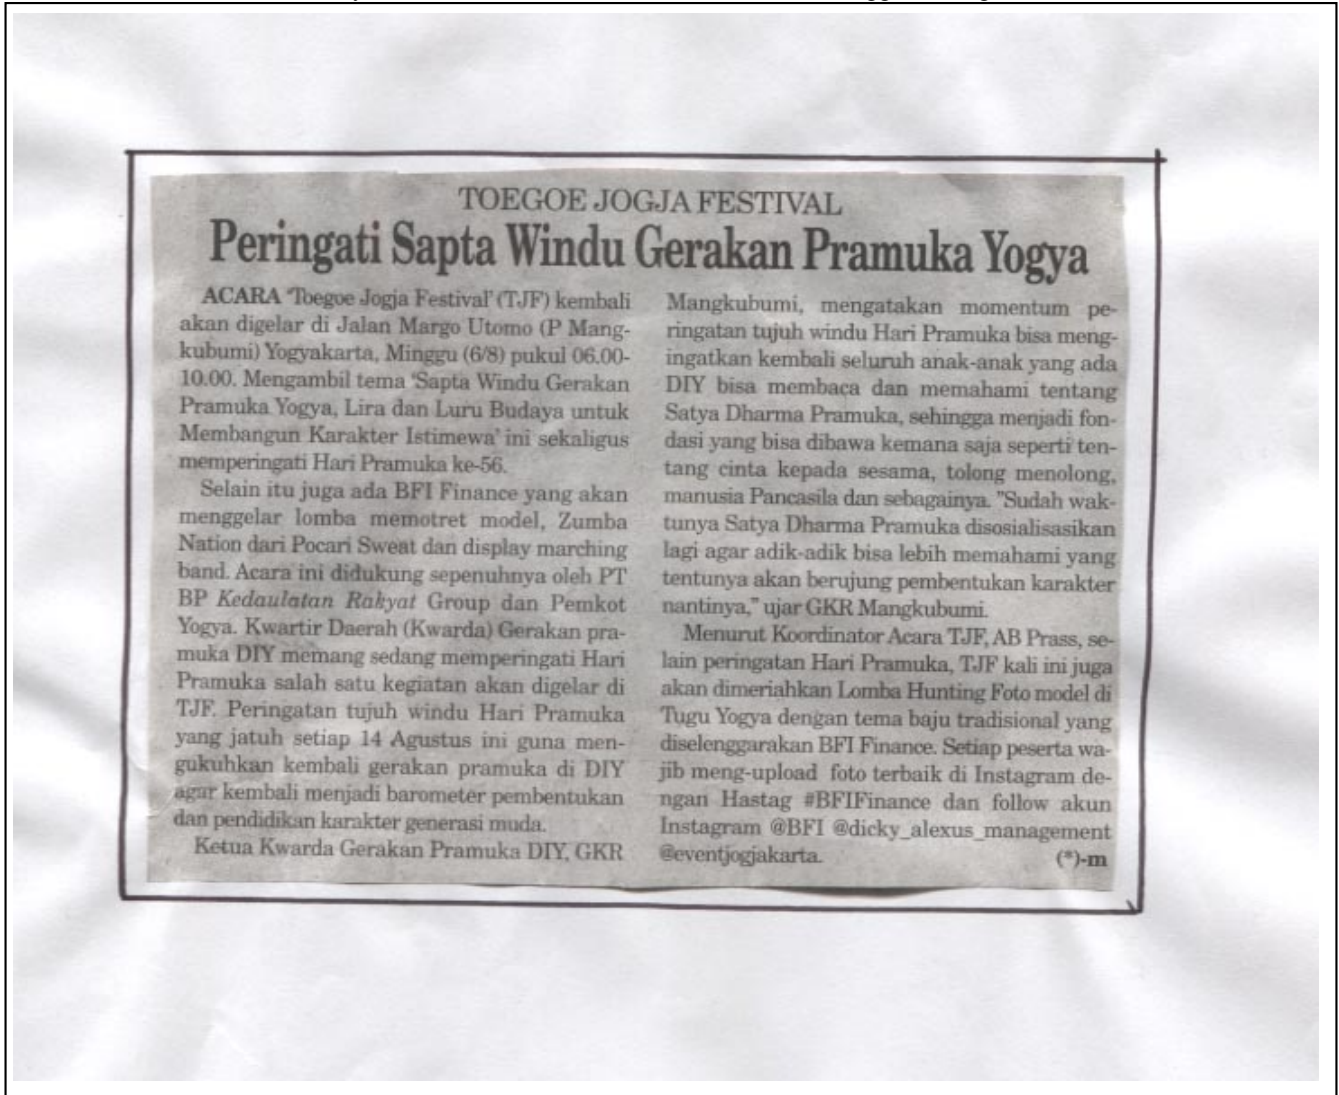 TOEGOE JOGJA FESTIVAL
Peringati Sapta Windu Gerakan Pramuka Yogya
ACARA 'Toegoe Jogja Festival' (TJF) kembali
akan digelar di Jalan Margo Utomo (P Mang-
kubumi) Yogyakarta, Minggu (6/8) pukul 06.00-
10.00. Mengambil tema 'Sapta Windu Gerakan
Pramuka Yogya, Lira dan Luru Budaya untuk
Membangun Karakter Istimewa' ini sekaligus
memperingati Hari Pramuka ke-56.
Selain itu juga ada BFI Finance yang akan
menggelar lomba memotret model, Zumba
Nation dari Pocari Sweat dan display marching
band. Acara ini didukung sepenuhnya oleh PT
BP Kedaulatan Rakyat Group dan Pemkot
Yogya. Kwartir Daerah (Kwarda) Gerakan pra-
muka DIY memang sedang memperingati Hari
Pramuka salah satu kegiatan akan digelar di
TJF. Peringatan tujuh windu Hari Pramuka
yang jatuh setiap 14 Agustus ini guna men-
gukuhkan kembali gerakan pramuka di DIY
agar kembali menjadi barometer pembentukan
dan pendidikan karakter generasi muda.
Ketua Kwarda Gerakan Pramuka DIY, GKR
Mangkubumi, mengatakan momentum pe-
ringatan tujuh windu Hari Pramuka bisa meng-
ingatkan kembali seluruh anak-anak yang ada
DIY bisa membaca dan memahami tentang
Satya Dharma Pramuka, sehingga menjadi fon-
dasi yang bisa dibawa kemana saja seperti ten-
tang cinta kepada sesama, tolong menolong,
manusia Pancasila dan sebagainya. "Sudah wak-
tunya Satya Dharma Pramuka disosialisasikan
lagi agar adik-adik bisa lebih memahami yang
tentunya akan berujung pembentukan karakter
nantinya," ujar GKR Mangkubumi.
Menurut Koordinator Acara TJF, AB Prass, se-
lain peringatan Hari Pramuka, TJF kali ini juga
akan dimeriahkan Lomba Hunting Foto model di
Tugu Yogya dengan tema baju tradisional yang
diselenggarakan BFI Finance. Setiap peserta wa-
jib meng-upload foto terbaik di Instagram de-
ngan Hastag #BFIFinance dan follow akun
Instagram @BFI @dicky_alexus_management
@eventjogjakarta. (*)-m